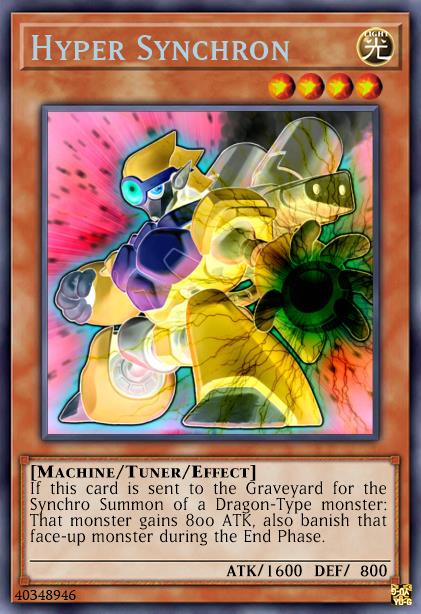 Hyper Synchron
LIGHT
光
[Machine/Tuner/Effect]
If this card is sent to the Graveyard for the
Synchro Summon of a Dragon-Type monster:
That monster gains 800 ATK, also banish that
face-up monster during the End Phase.
ATK/1600 DEF/ 800
40348946